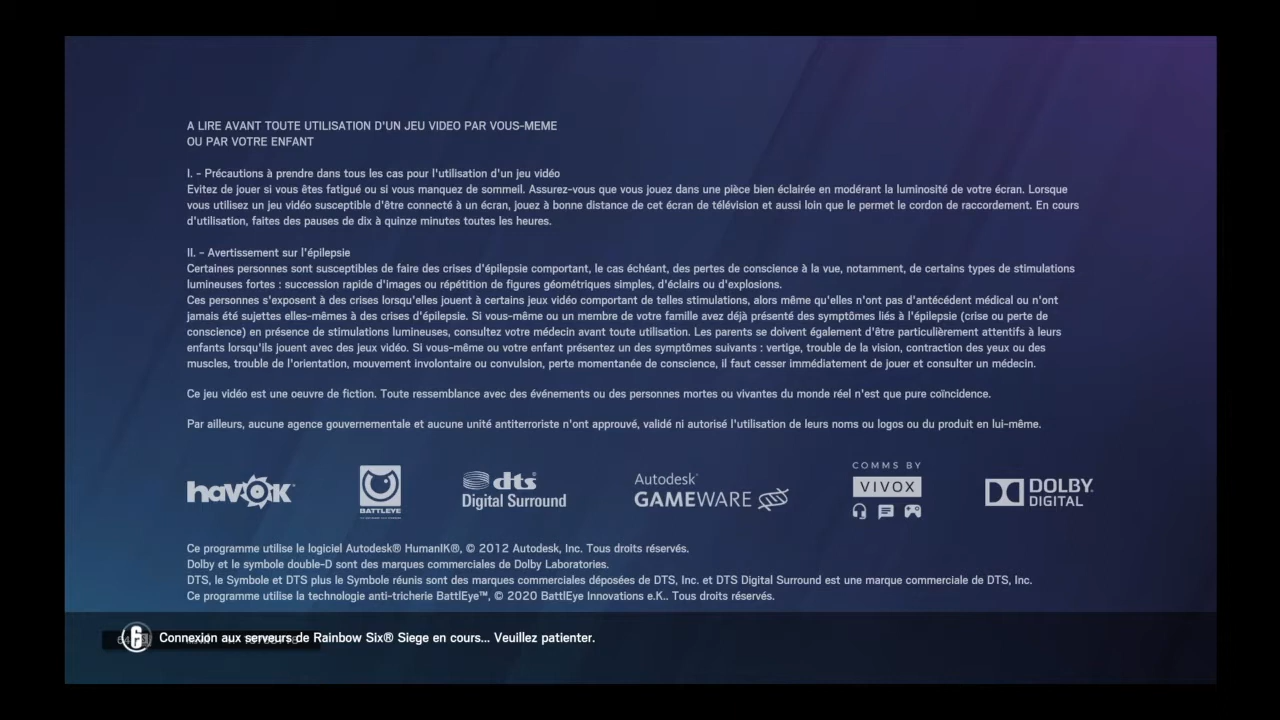 A LIRE AVANT TOUTE UTILISATION D'UN JEU VIDEO PAR VOUS-MEME
OU PAR VOTRE ENFANT
I. - Précautions à prendre dans tous les cas pour l'utilisation d'un jeu vidéo
Evitez de jouer si vous êtes fatigué ou si vous manquez de sommeil. Assurez-vous que vous jouez dans une pièce bien éclairée en modérant la luminosité de votre écran. Lorsque
vous utilisez un jeu vidéo susceptible d'être connecté à un écran, jouez à bonne distance de cet écran de télévision et aussi loin que le permet le cordon de raccordement. En cours
d'utilisation, faites des pauses de dix à quinze minutes toutes les heures.
II. - Avertissement sur l'épilepsie
Certaines personnes sont susceptibles de faire des crises d'épilepsie comportant, le cas échéant, des pertes de conscience à la vue, notamment, de certains types de stimulations
lumineuses fortes : succession rapide d'images ou répétition de figures géométriques simples, d'éclairs ou d'explosions.
Ces personnes s'exposent à des crises lorsqu'elles jouent à certains jeux vidéo comportant de telles stimulations, alors même qu'elles n'ont pas d'antécédent médical ou n'ont
jamais été sujettes elles-mêmes à des crises d'épilepsie. Si vous-même ou un membre de votre famille avez déjà présenté des symptômes liés à l'épilepsie (crise ou perte de
conscience) en présence de stimulations lumineuses, consultez votre médecin avant toute utilisation. Les parents se doivent également d'être particulièrement attentifs à leurs
enfants lorsqu'ils jouent avec des jeux vidéo. Si vous-même ou votre enfant présentez un des symptômes suivants : vertige, trouble de la vision, contraction des yeux ou des
muscles, trouble de l'orientation, mouvement involontaire ou convulsion, perte momentanée de conscience, il faut cesser immédiatement de jouer et consulter un médecin.
Ce jeu vidéo est une oeuvre de fiction. Toute ressemblance avec des événements ou des personnes mortes ou vivantes du monde réel n'est que pure coïncidence.
Par ailleurs, aucune agence gouvernementale et aucune unité antiterroriste n'ont approuvé, validé ni autorisé l'utilisation de leurs noms ou logos ou du produit en lui-même.
havok
BATTLEYE
dts
Digital Surround
Autodesk®
GAMEWARE
COMMS BY
VIVOX
DOLBY
DIGITAL
Ce programme utilise le logiciel Autodesk® HumanIK®, © 2012 Autodesk, Inc. Tous droits réservés.
Dolby et le symbole double-D sont des marques commerciales de Dolby Laboratories.
DTS, le Symbole et DTS plus le Symbole réunis sont des marques commerciales déposées de DTS, Inc. et DTS Digital Surround est une marque commerciale de DTS, Inc.
Ce programme utilise la technologie anti-tricherie BattlEye™, © 2020 BattlEye Innovations e.K.. Tous droits réservés.
6 Connexion aux serveurs de Rainbow Six® Siege en cours... Veuillez patienter.